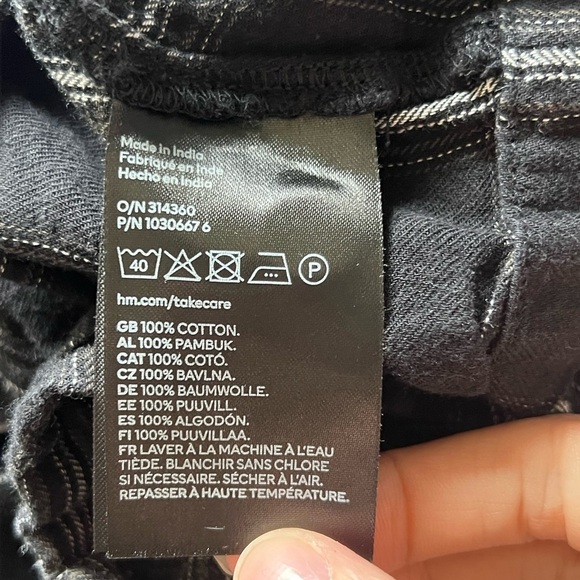 Made in India
Fabriqué en Inde
Hecho en India
O/N 314360
P/N 1030667 6
40
P
hm.com/takecare
GB 100% COTTON.
AL 100% PAMBUK.
CAT 100% COTÓ.
CZ 100% BAVLNA.
DE 100% BAUMWOLLE.
EE 100% PUUVILL.
ES 100% ALGODÓN.
FI 100% PUUVILLAA.
FR LAVER À LA MACHINE À L'EAU
TIÈDE. BLANCHIR SANS CHLORE
SI NÉCESSAIRE. SÉCHER À L'AIR.
REPASSER À HAUTE TEMPÉRATURE.